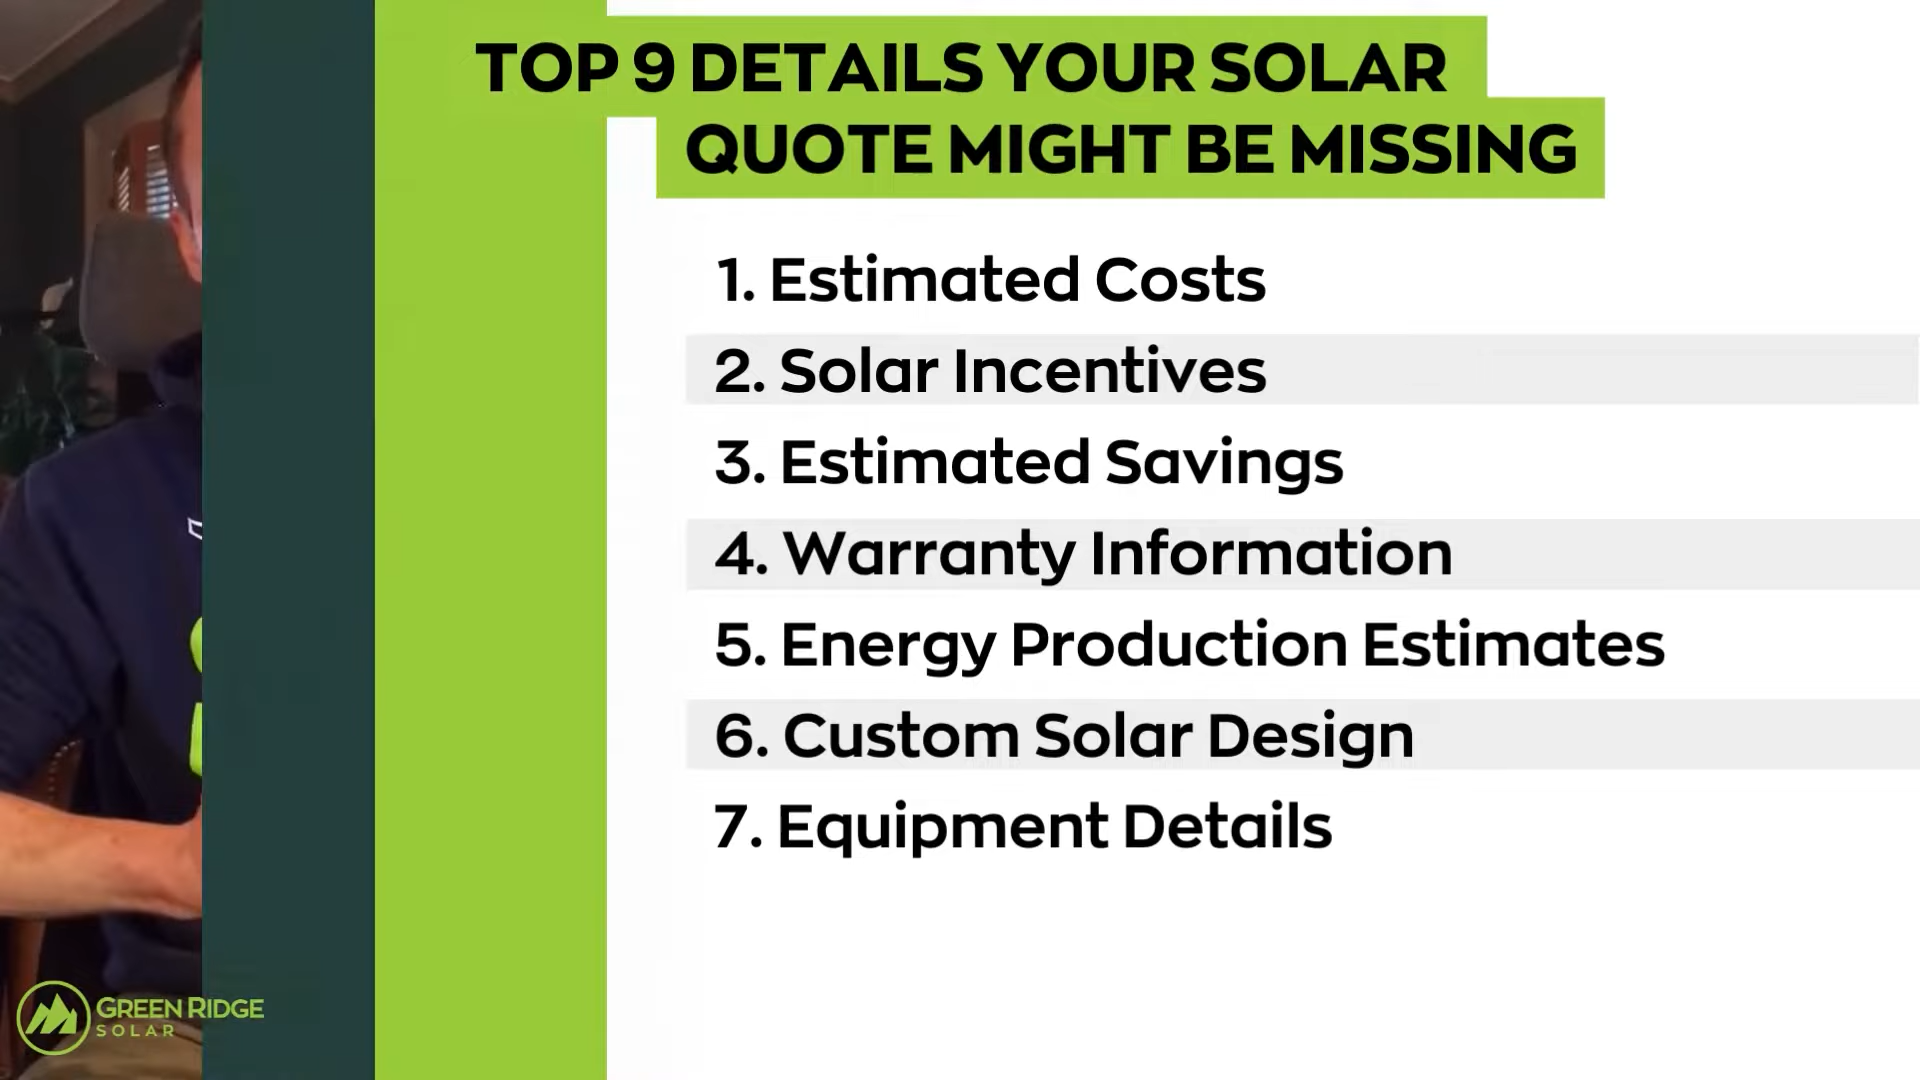 TOP 9 DETAILS YOUR SOLAR
QUOTE MIGHT BE MISSING
1. Estimated Costs
2. Solar Incentives
3. Estimated Savings
4. Warranty Information
5. Energy Production Estimates
6. Custom Solar Design
7. Equipment Details
GREEN RIDGE
SOLAR